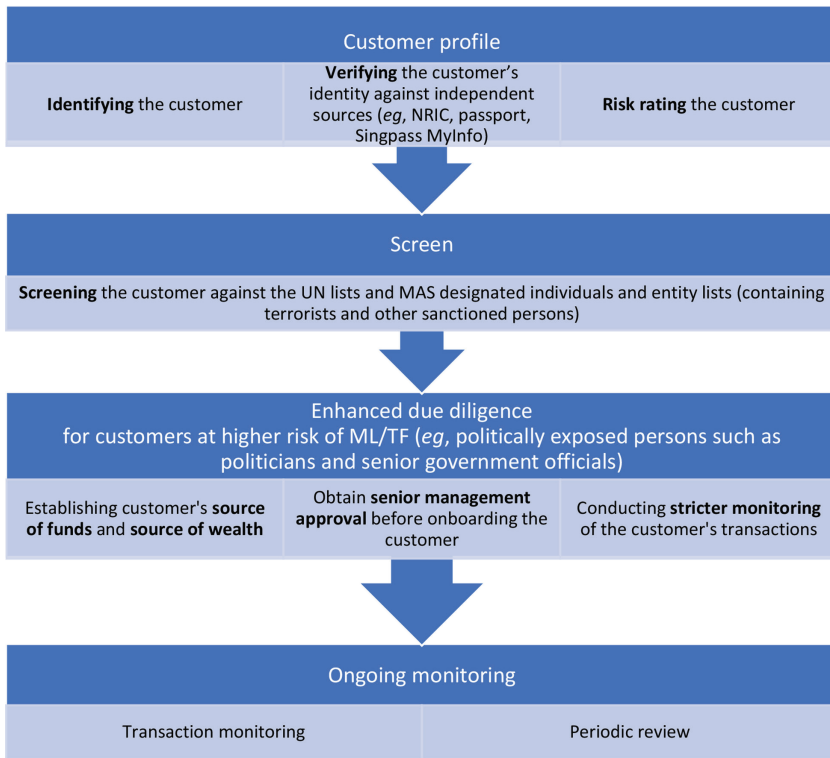 Customer profile
Identifying the customer
Verifying the customer’s
identity against independent
sources (eg, NRIC, passport,
Singpass MyInfo)
Risk rating the customer
Screen
Screening the customer against the UN lists and MAS designated individuals and entity lists (containing
terrorists and other sanctioned persons)
Enhanced due diligence
for customers at higher risk of ML/TF (eg, politically exposed persons such as
politicians and senior government officials)
Establishing customer's source
of funds and source of wealth
Obtain senior management
approval before onboarding the
customer
Conducting stricter monitoring
of the customer's transactions
Ongoing monitoring
Transaction monitoring
Periodic review